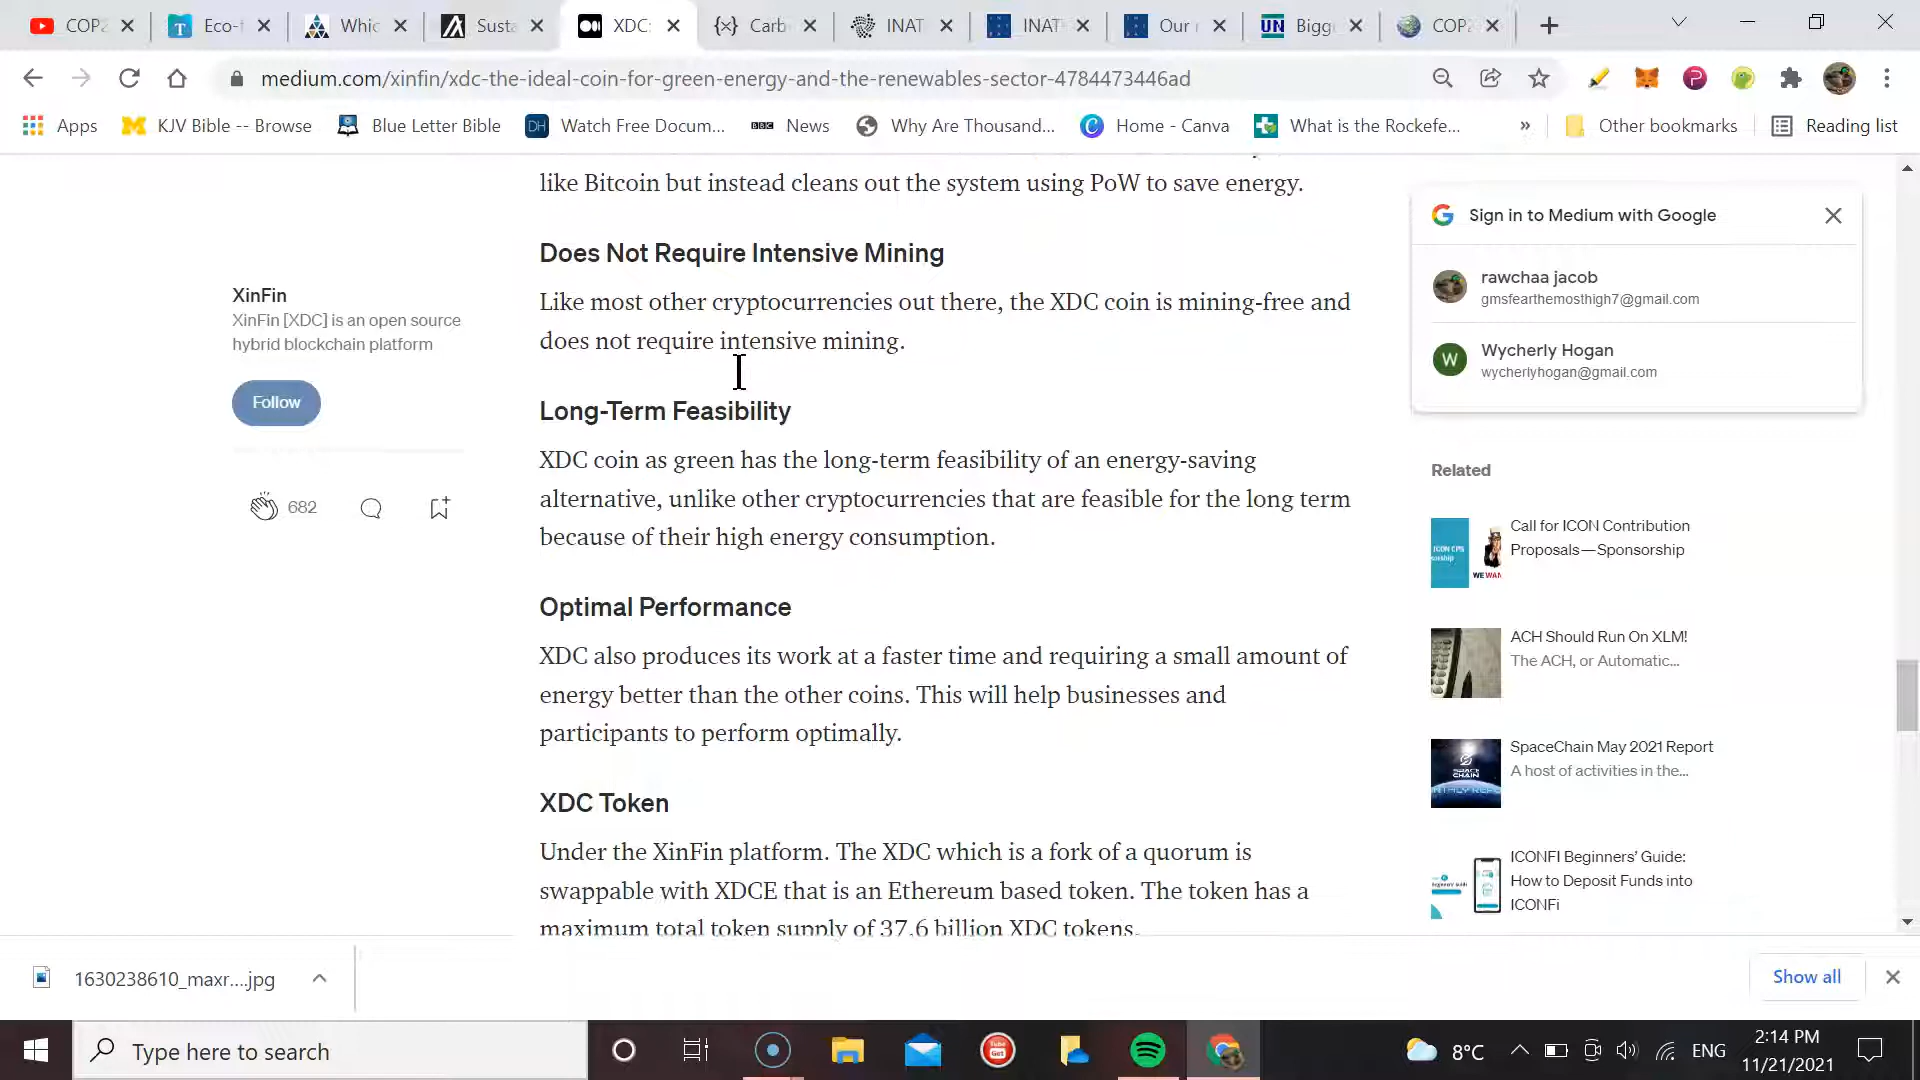 COP2
Eco-f
Whic
Susta
XDC:
{x} Carb
INAT
INAT
Our r
UN Bigg
COP2
medium.com/xinfin/xdc-the-ideal-coin-for-green-energy-and-the-renewables-sector-4784473446ad
Apps
KJV Bible -- Browse
Blue Letter Bible
DH Watch Free Docum...
BBC News
Why Are Thousand...
Home - Canva
What is the Rockefe...
»
Other bookmarks
Reading list
like Bitcoin but instead cleans out the system using PoW to save energy.
Does Not Require Intensive Mining
Like most other cryptocurrencies out there, the XDC coin is mining-free and
does not require intensive mining.
Long-Term Feasibility
XDC coin as green has the long-term feasibility of an energy-saving
alternative, unlike other cryptocurrencies that are feasible for the long term
because of their high energy consumption.
Optimal Performance
XDC also produces its work at a faster time and requiring a small amount of
energy better than the other coins. This will help businesses and
participants to perform optimally.
XDC Token
Under the XinFin platform. The XDC which is a fork of a quorum is
swappable with XDCE that is an Ethereum based token. The token has a
maximum total token supply of 37.6 billion XDC tokens.
XinFin
XinFin [XDC] is an open source
hybrid blockchain platform
Follow
682
Sign in to Medium with Google
rawchaa jacob
gmsfearthemosthigh7@gmail.com
W
Wycherly Hogan
wycherlyhogan@gmail.com
Related
Call for ICON Contribution
Proposals—Sponsorship
ACH Should Run On XLM!
The ACH, or Automatic...
SpaceChain May 2021 Report
A host of activities in the...
ICONFI Beginners' Guide:
How to Deposit Funds into
ICONFi
1630238610_maxr....jpg
Show all
Type here to search
8°C
ENG
2:14 PM
11/21/2021